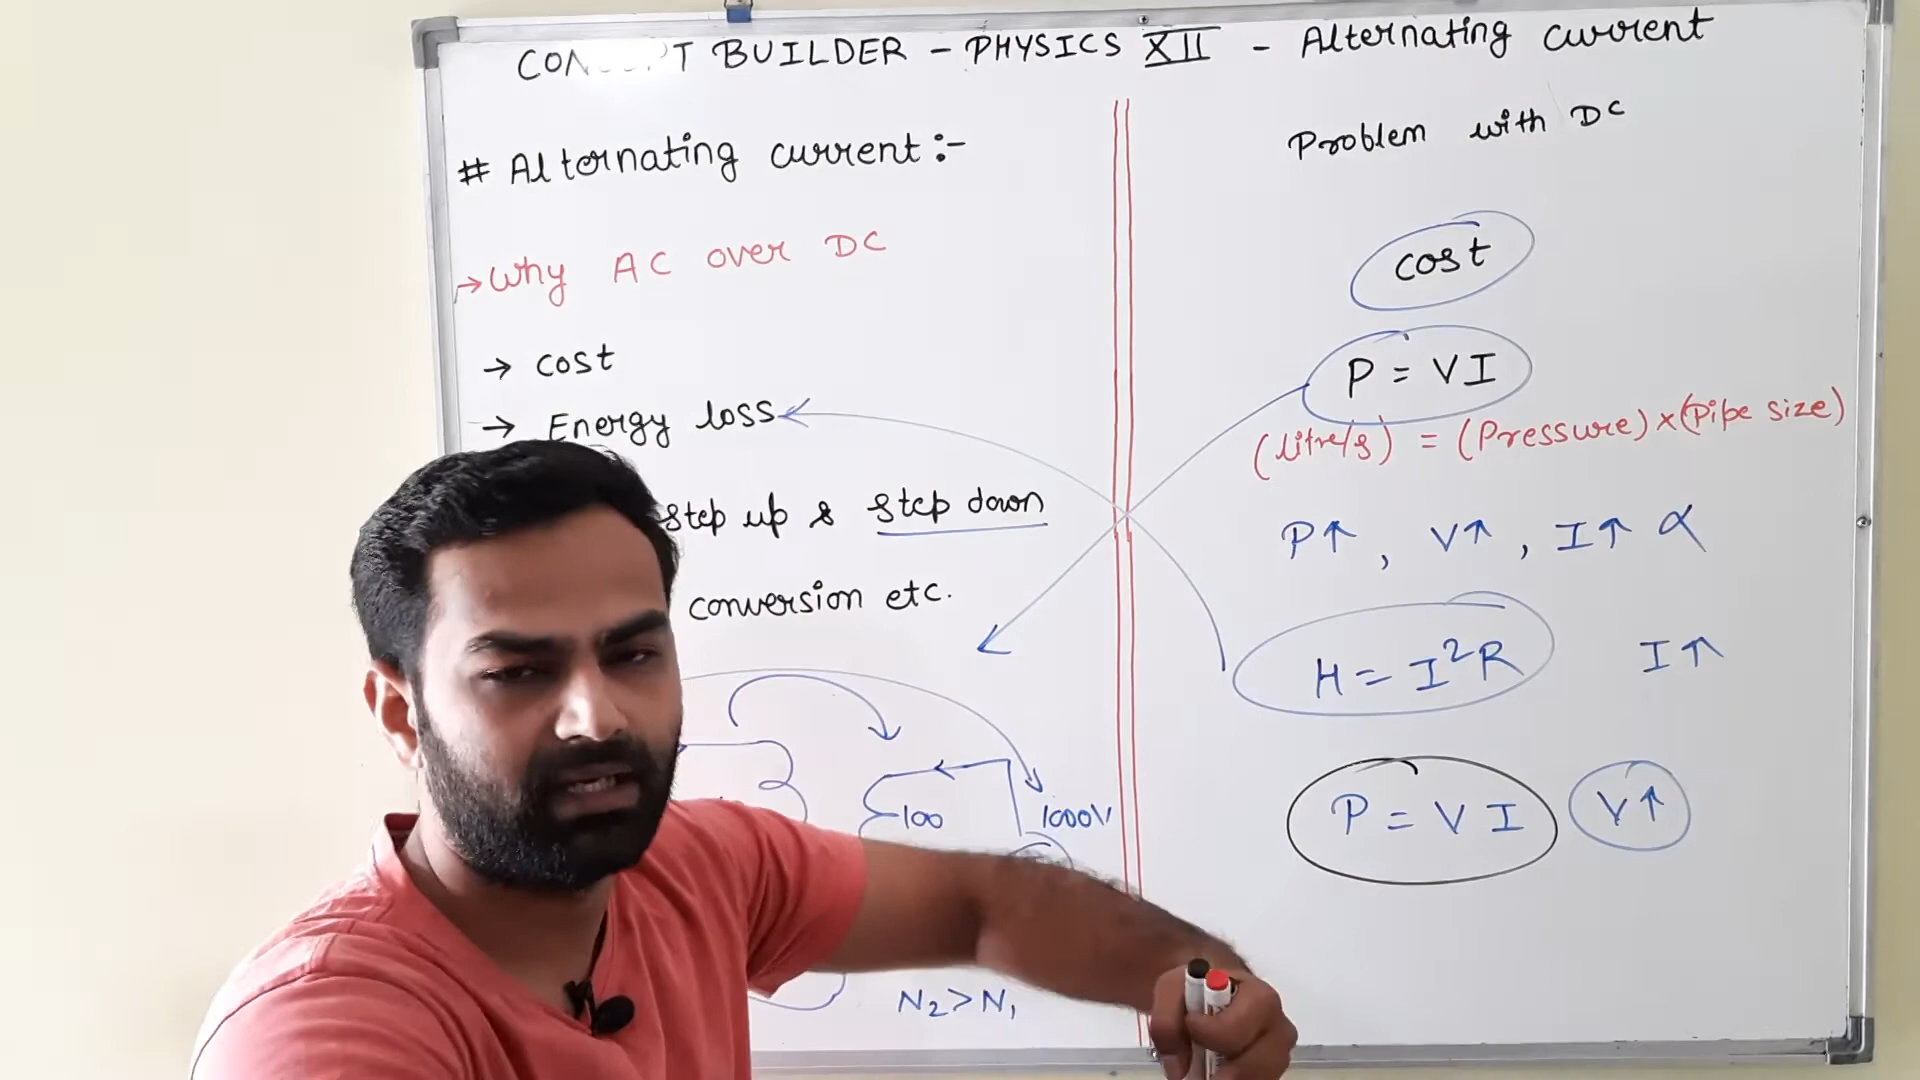 BUILDER - PHYSICS XII - Alternating current
# Alternating current :-
→ Why AC over DC
→ cost
→ Energy loss
step up & step down
conversion etc.
100
1000V
N₂ > N₁
Problem with DC
cost
P = VI
(litre/s) = (Pressure) × (Pipe size)
P↑ , V↑ , I↑ α
H = I²R I↑
P = VI V↑